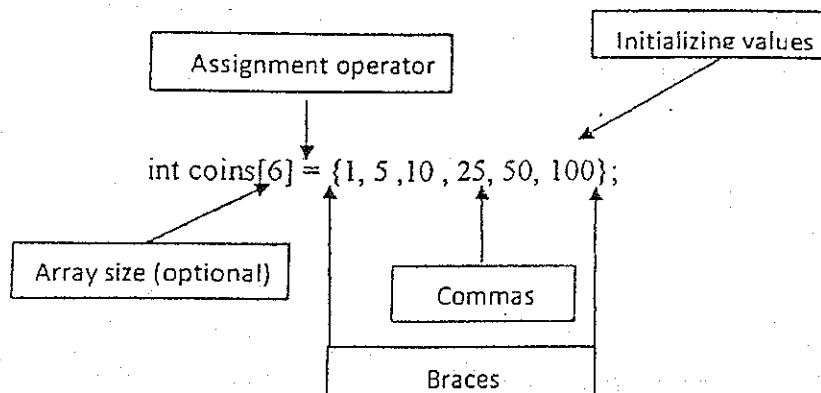 Initializing values
Assignment operator
int coins[6] = {1, 5 ,10 , 25, 50, 100};
Array size (optional)
Commas
Braces